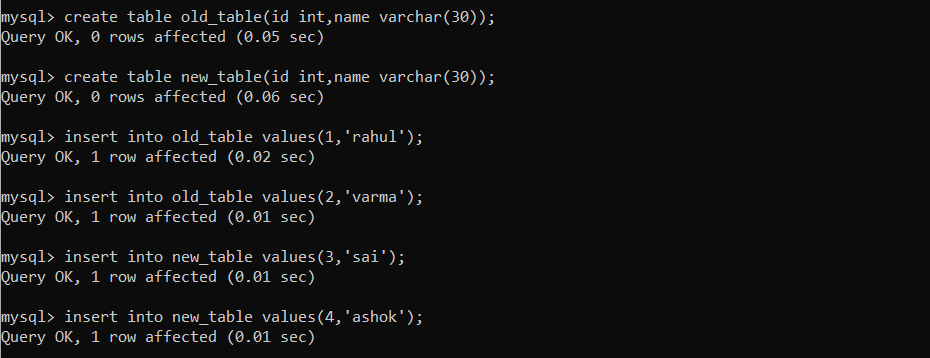 mysql> create table old_table(id int,name varchar(30));
Query OK, 0 rows affected (0.05 sec)
mysql> create table new_table(id int,name varchar(30));
Query OK, 0 rows affected (0.06 sec)
mysql> insert into old_table values(1,'rahul');
Query OK, 1 row affected (0.02 sec)
mysql> insert into old_table values(2,'varma');
Query OK, 1 row affected (0.01 sec)
mysql> insert into new_table values(3,'sai');
Query OK, 1 row affected (0.01 sec)
mysql> insert into new_table values(4,'ashok');
Query OK, 1 row affected (0.01 sec)